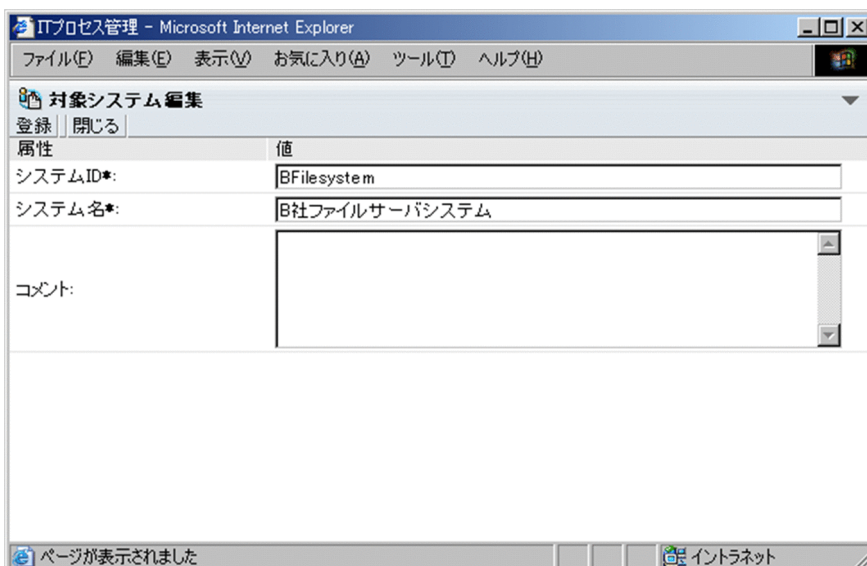 ITプロセス管理 - Microsoft Internet Explorer
ファイル(F) 編集(E) 表示(V) お気に入り(A) ツール(T) ヘルプ(H)
対象システム編集
登録 | | 閉じる |
属性 値
システムID*: BFilesystem
システム名*: B社ファイルサーバシステム
コメント:
ページが表示されました イントラネット